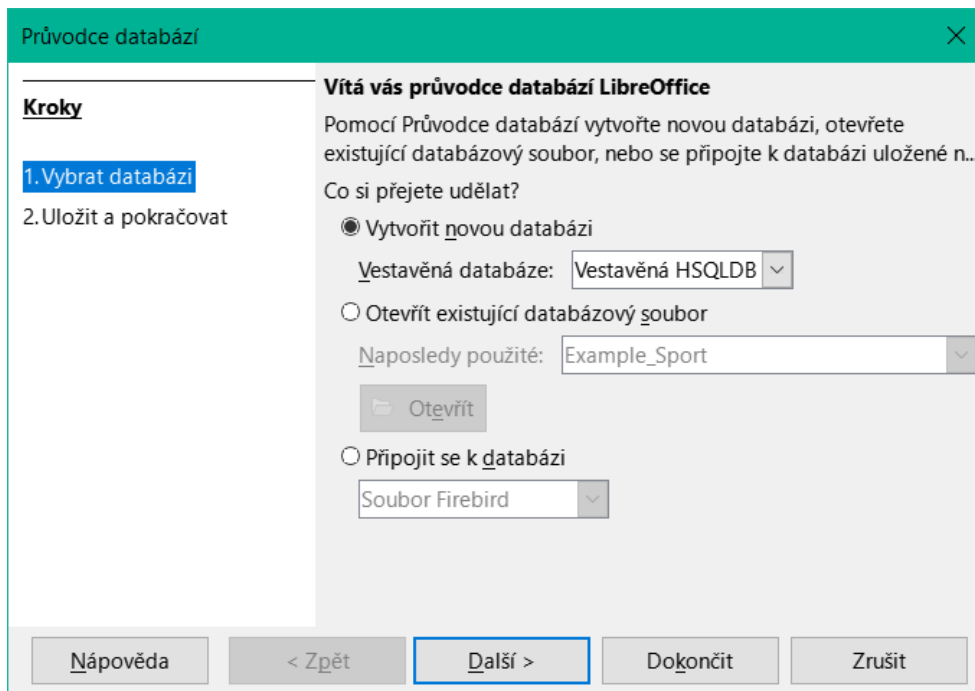 Průvodce databází
Kroky
1. Vybrat databázi
2. Uložit a pokračovat
Vítá vás průvodce databází LibreOffice
Pomocí Průvodce databází vytvořte novou databázi, otevřete
existující databázový soubor, nebo se připojte k databázi uložené n...
Co si přejete udělat?
Vytvořit novou databázi
Vestavěná databáze: Vestavěná HSQLDB
Otevřít existující databázový soubor
Naposledy použité: Example_Sport
Otevřít
Připojit se k databázi
Soubor Firebird
Nápověda < Zpět Další > Dokončit Zrušit